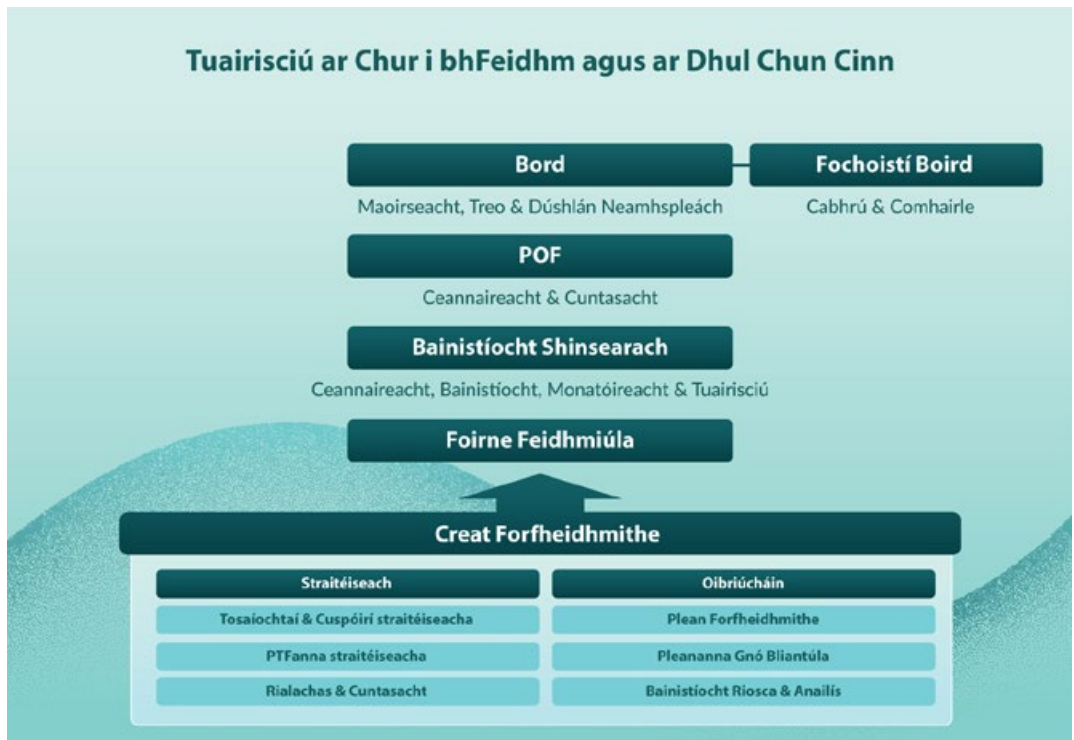 Tuairisciú ar Chur i bhFeidhm agus ar Dhul Chun Cinn
Bord
Fochoistí Boird
Maoirseacht, Treo & Dúshlán Neamhspleách
Cabhrú & Comhairle
POF
Ceannaireacht & Cuntasacht
Bainistíocht Shinsearach
Ceannaireacht, Bainistíocht, Monatóireacht & Tuairisciú
Foirne Feidhmiúla
Creat Forfheidhmithe
Straitéiseach
Oibriúcháin
Tosaíochtaí & Cuspóirí straitéiseacha
Plean Forfheidhmithe
PTFanna straitéiseacha
Pleananna Gnó Bliantúla
Rialachas & Cuntasacht
Bainistíocht Riosca & Anailís